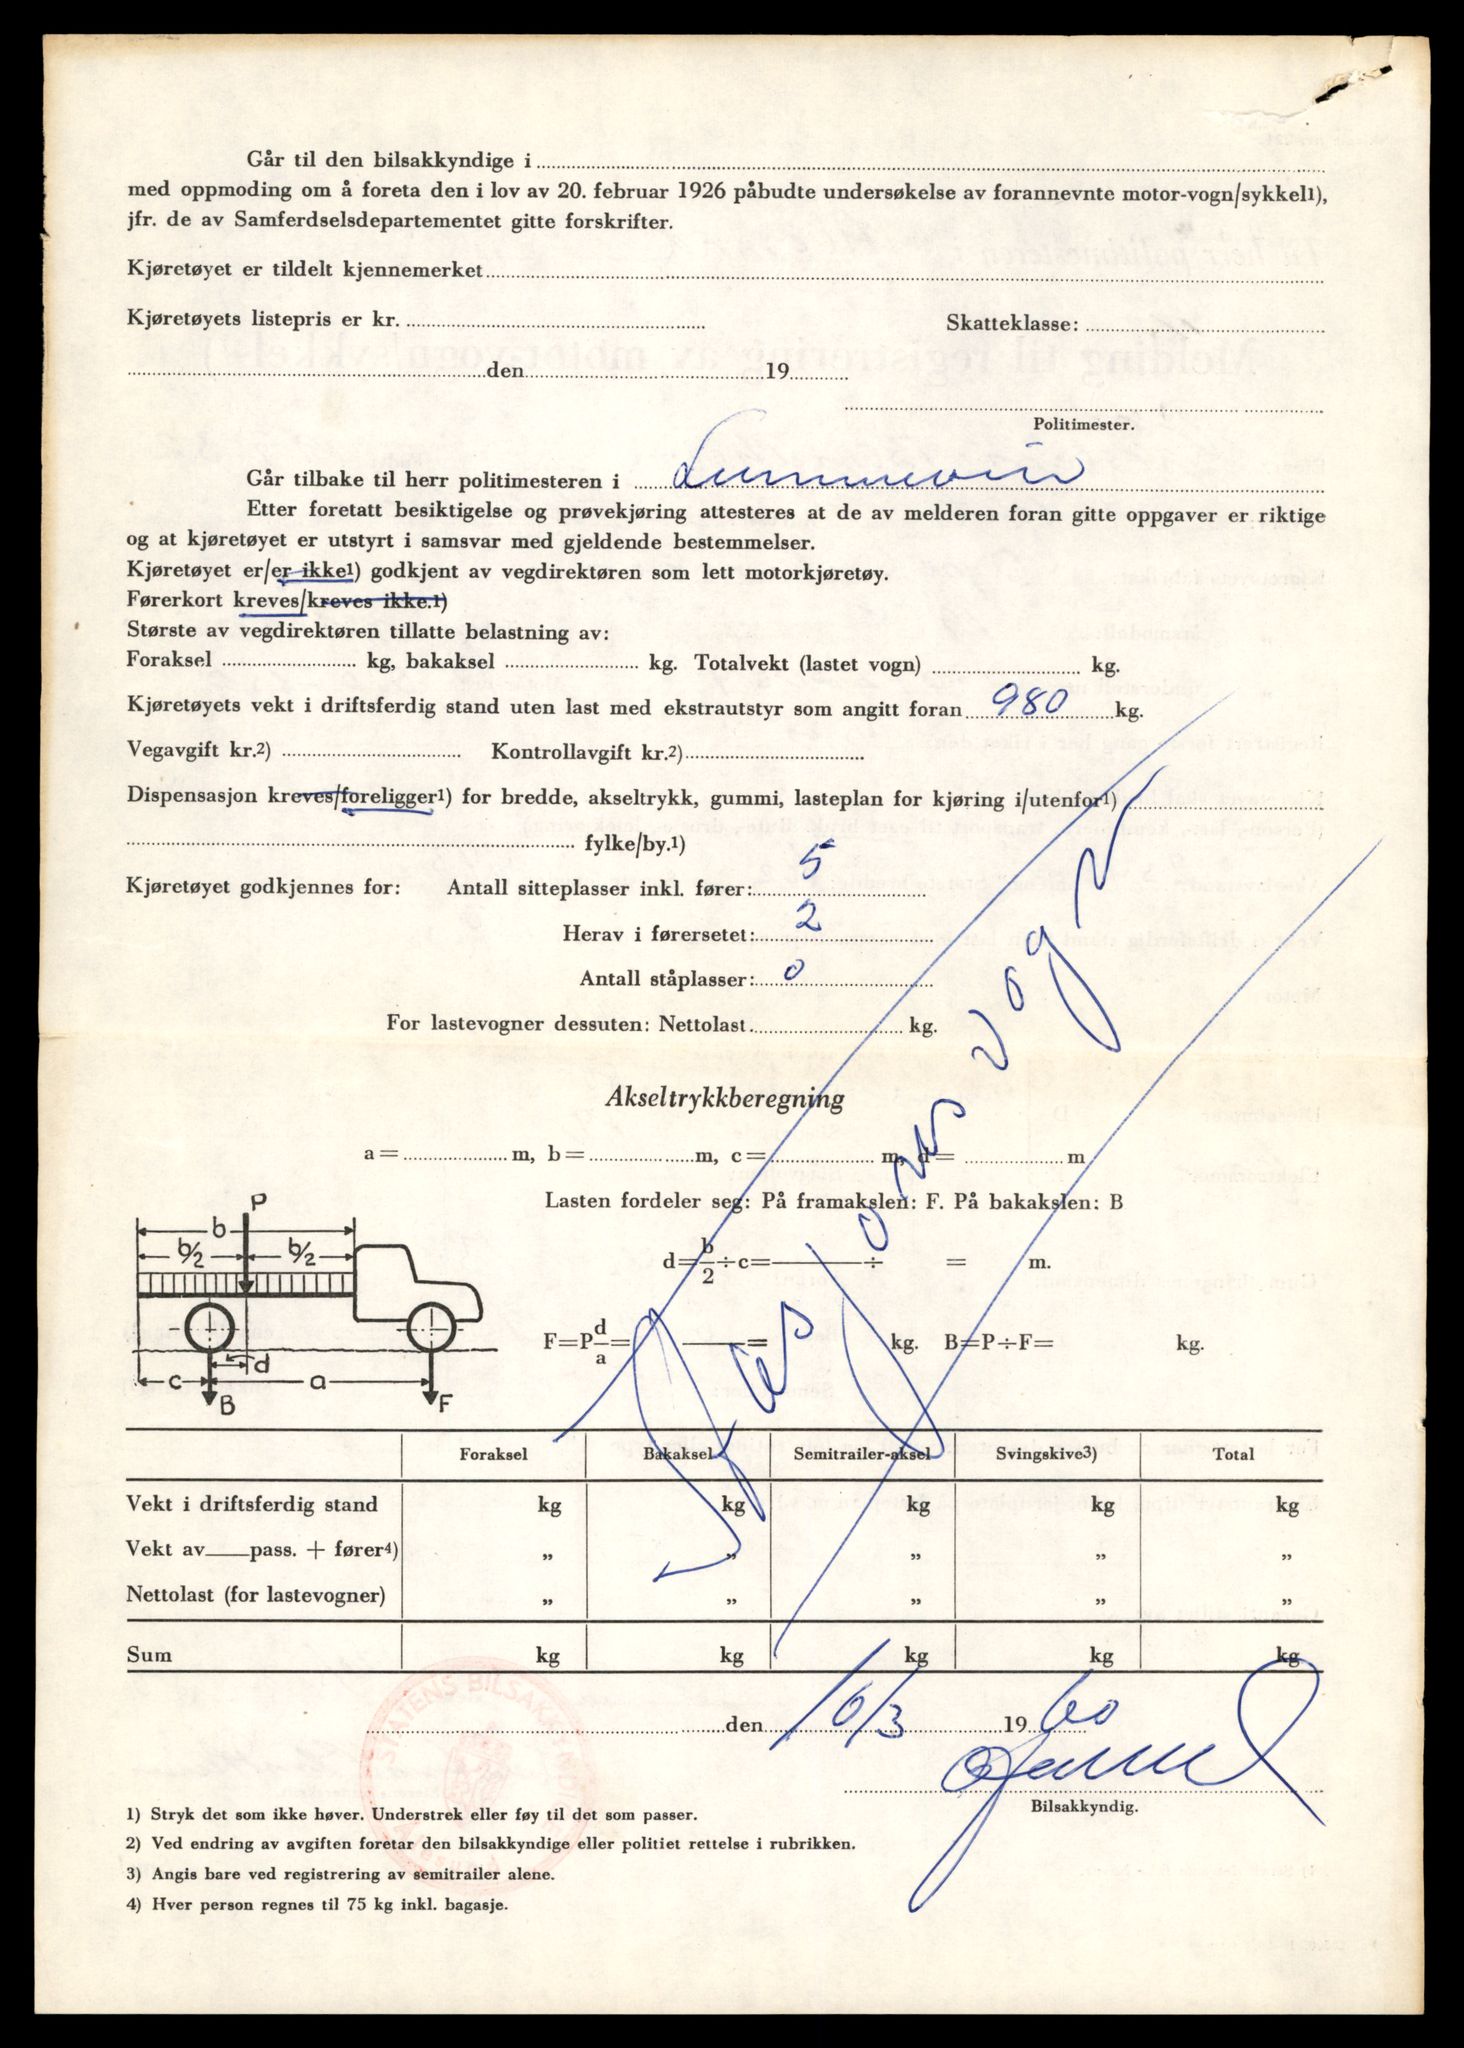 Går til den bilsakkyndige i
med oppmoding om å foreta den i lov av 20. februar 1926 påbudte undersøkelse av forannevnte motor-vogn/sykkel1),
jfr. de av Samferdselsdepartementet gitte forskrifter.
Kjøretøyet er tildelt kjennemerket
Kjøretøyets listepris er kr. Skatteklasse:
den 19
Politimester.
Går tilbake til herr politimesteren i
Etter foretatt besiktigelse og prøvekjøring attesteres at de av melderen foran gitte oppgaver er riktige
og at kjøretøyet er utstyrt i samsvar med gjeldende bestemmelser.
Kjøretøyet er/er ikke1) godkjent av vegdirektøren som lett motorkjøretøy.
Førerkort kreves/kreves ikke.1)
Største av vegdirektøren tillatte belastning av:
Foraksel kg, bakaksel kg. Totalvekt (lastet vogn) kg.
Kjøretøyets vekt i driftsferdig stand uten last med ekstrautstyr som angitt foran 980 kg.
Vegavgift kr.2) Kontrollavgift kr.2)
Dispensasjon kreves/foreligger1) for bredde, akseltrykk, gummi, lasteplan for kjøring i/utenfor1)
fylke/by.1)
Kjøretøyet godkjennes for: Antall sitteplasser inkl. fører: 5
Herav i førersetet: 2
Antall ståplasser: 0
For lastevogner dessuten: Nettolast kg.
Personvogn
Akseltrykkberegning
a = m, b = m, c = m, d = m
Lasten fordeler seg: På framakslen: F. På bakakslen: B
d = b/2 ÷ c = ÷ = m.
F = P d/a = = kg. B = P ÷ F = kg.
P
b
b/2 b/2
d
c a
B F
Foraksel Bakaksel Semitrailer-aksel Svingskive3) Total
Vekt i driftsferdig stand kg kg kg kg kg
Vekt av pass. + fører4) „ „ „ „ „
Nettolast (for lastevogner) „ „ „ „ „
Sum kg kg kg kg kg
STATENS BILSAKKYNDIGE
den 10/3 19 60
Bilsakkyndig.
1) Stryk det som ikke høver. Understrek eller føy til det som passer.
2) Ved endring av avgiften foretar den bilsakkyndige eller politiet rettelse i rubrikken.
3) Angis bare ved registrering av semitrailer alene.
4) Hver person regnes til 75 kg inkl. bagasje.